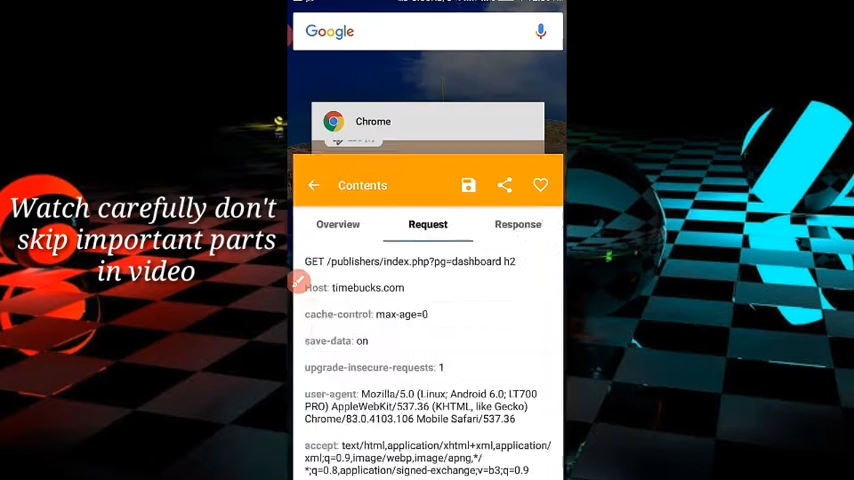 Google
Chrome
Contents
Overview Request Response
Watch carefully don't
skip important parts
in video
GET /publishers/index.php?pg=dashboard h2
Host: timebucks.com
cache-control: max-age=0
save-data: on
upgrade-insecure-requests: 1
user-agent: Mozilla/5.0 (Linux; Android 6.0; LT700
PRO) AppleWebKit/537.36 (KHTML, like Gecko)
Chrome/83.0.4103.106 Mobile Safari/537.36
accept: text/html,application/xhtml+xml,application/
xml;q=0.9,image/webp,image/apng,*/
*;q=0.8,application/signed-exchange;v=b3;q=0.9